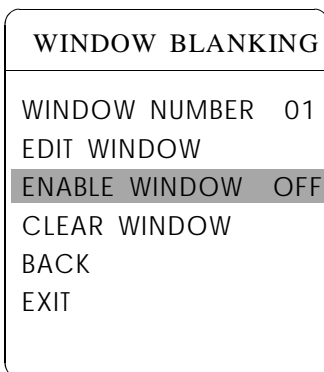 WINDOW BLANKING
WINDOW NUMBER 01
EDIT WINDOW
ENABLE WINDOW OFF
CLEAR WINDOW
BACK
EXIT